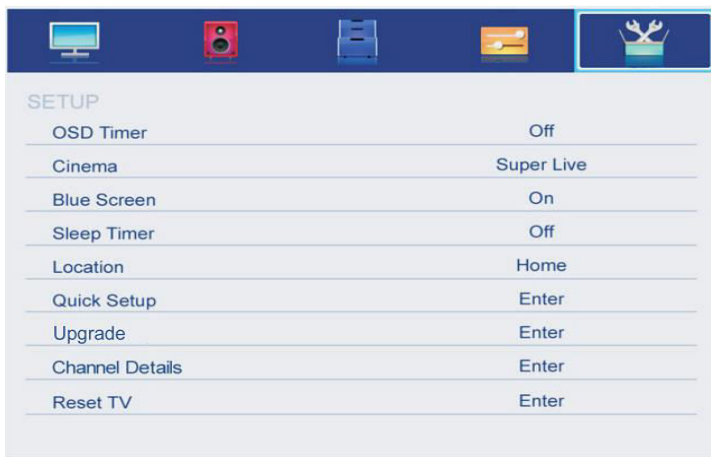 SETUP
OSD Timer Off
Cinema Super Live
Blue Screen On
Sleep Timer Off
Location Home
Quick Setup Enter
Upgrade Enter
Channel Details Enter
Reset TV Enter